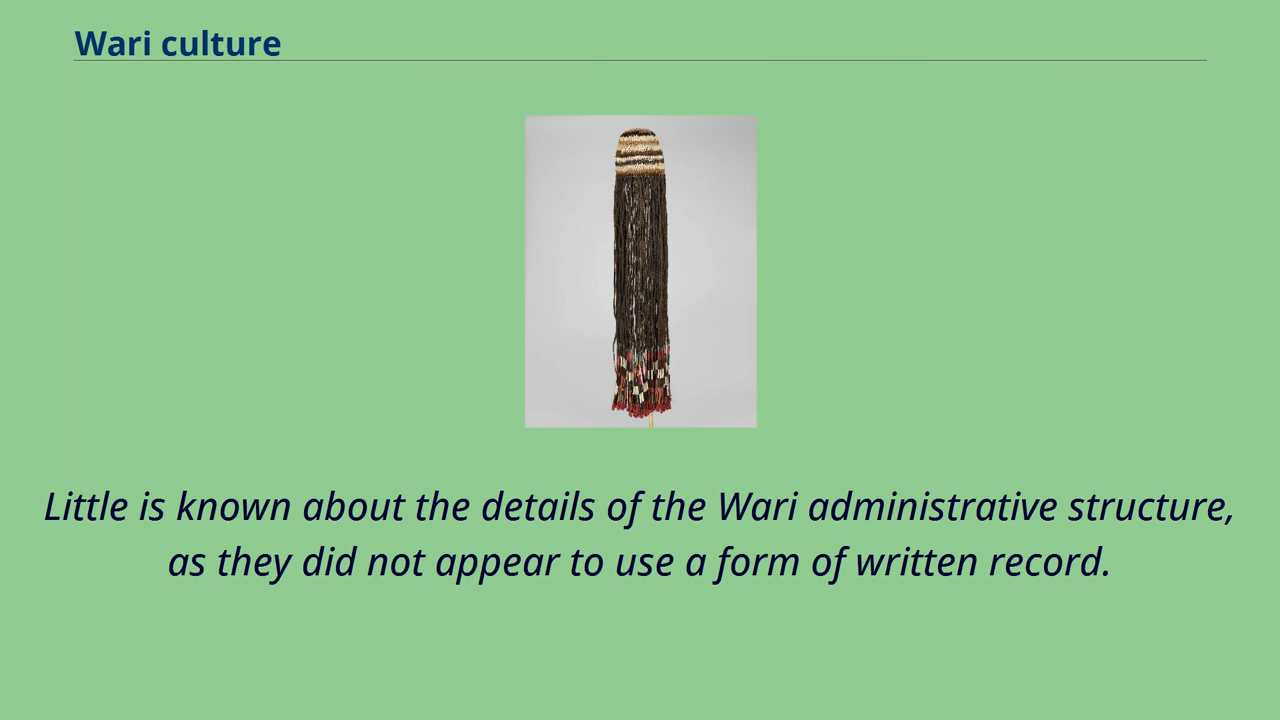 Wari culture
Little is known about the details of the Wari administrative structure,
as they did not appear to use a form of written record.